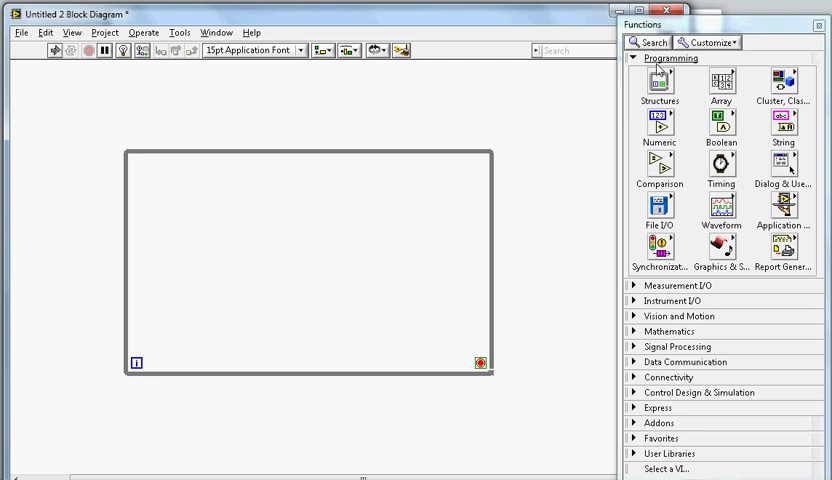 Untitled 2 Block Diagram *
File Edit View Project Operate Tools Window Help
15pt Application Font
Search
i
Functions
Search Customize
Programming
Structures Array Cluster, Clas...
Numeric Boolean String
Comparison Timing Dialog & Use...
File I/O Waveform Application ...
Synchronizat... Graphics & S... Report Gener...
Measurement I/O
Instrument I/O
Vision and Motion
Mathematics
Signal Processing
Data Communication
Connectivity
Control Design & Simulation
Express
Addons
Favorites
User Libraries
Select a VI...